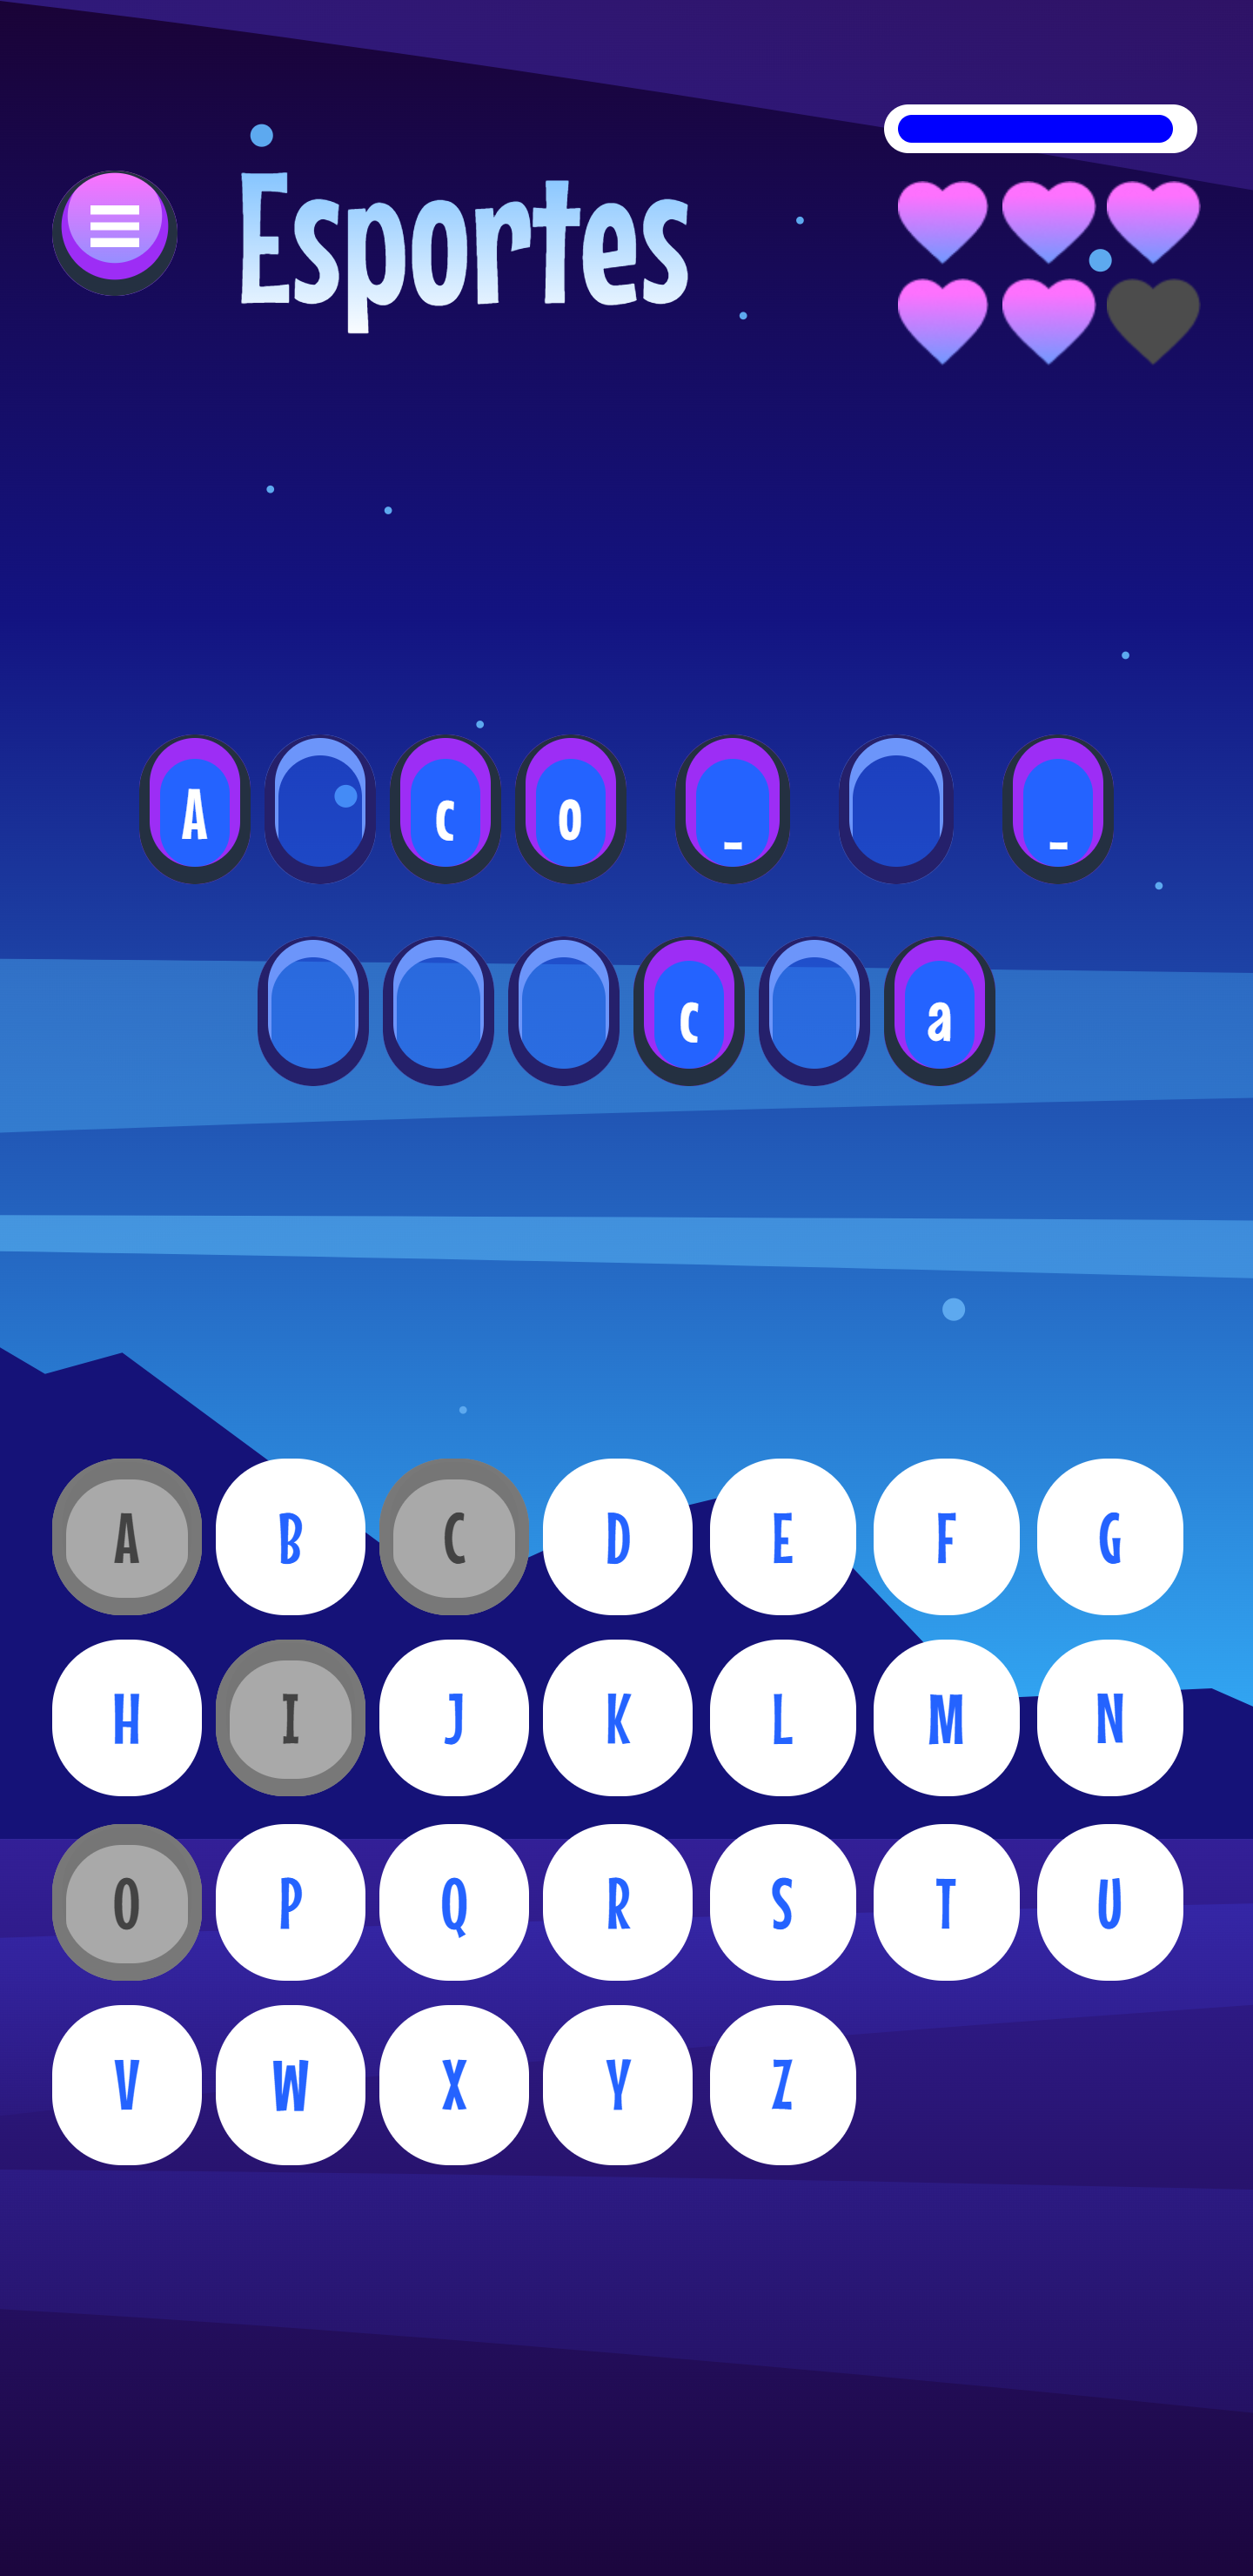 Esportes
A c o _ _
c a
A B C D E F G
H I J K L M N
O P Q R S T U
V W X Y Z